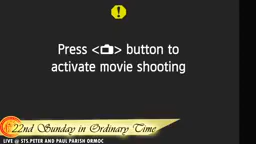 Press <📷> button to
activate movie shooting
22nd Sunday in Ordinary Time
LIVE @ STS.PETER AND PAUL PARISH ORMOC